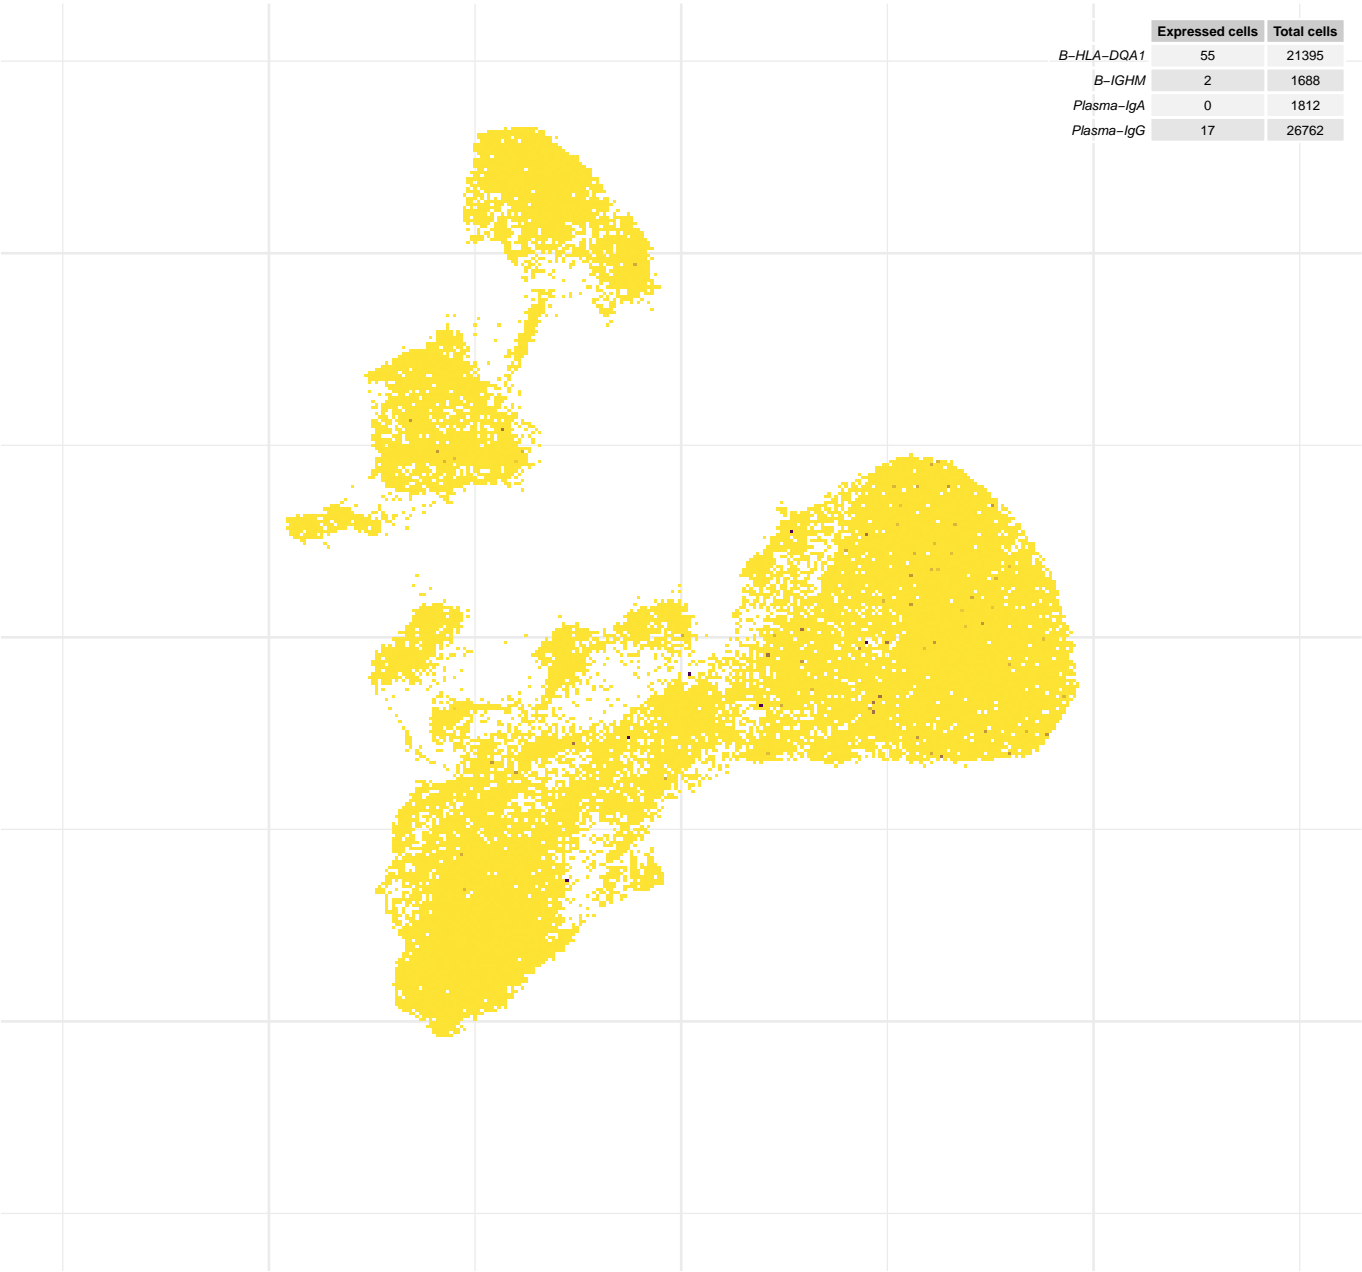 Expressed cells Total cells
B−HLA−DQA1 55 21395
B−IGHM 2 1688
Plasma−IgA 0 1812
Plasma−IgG 17 26762